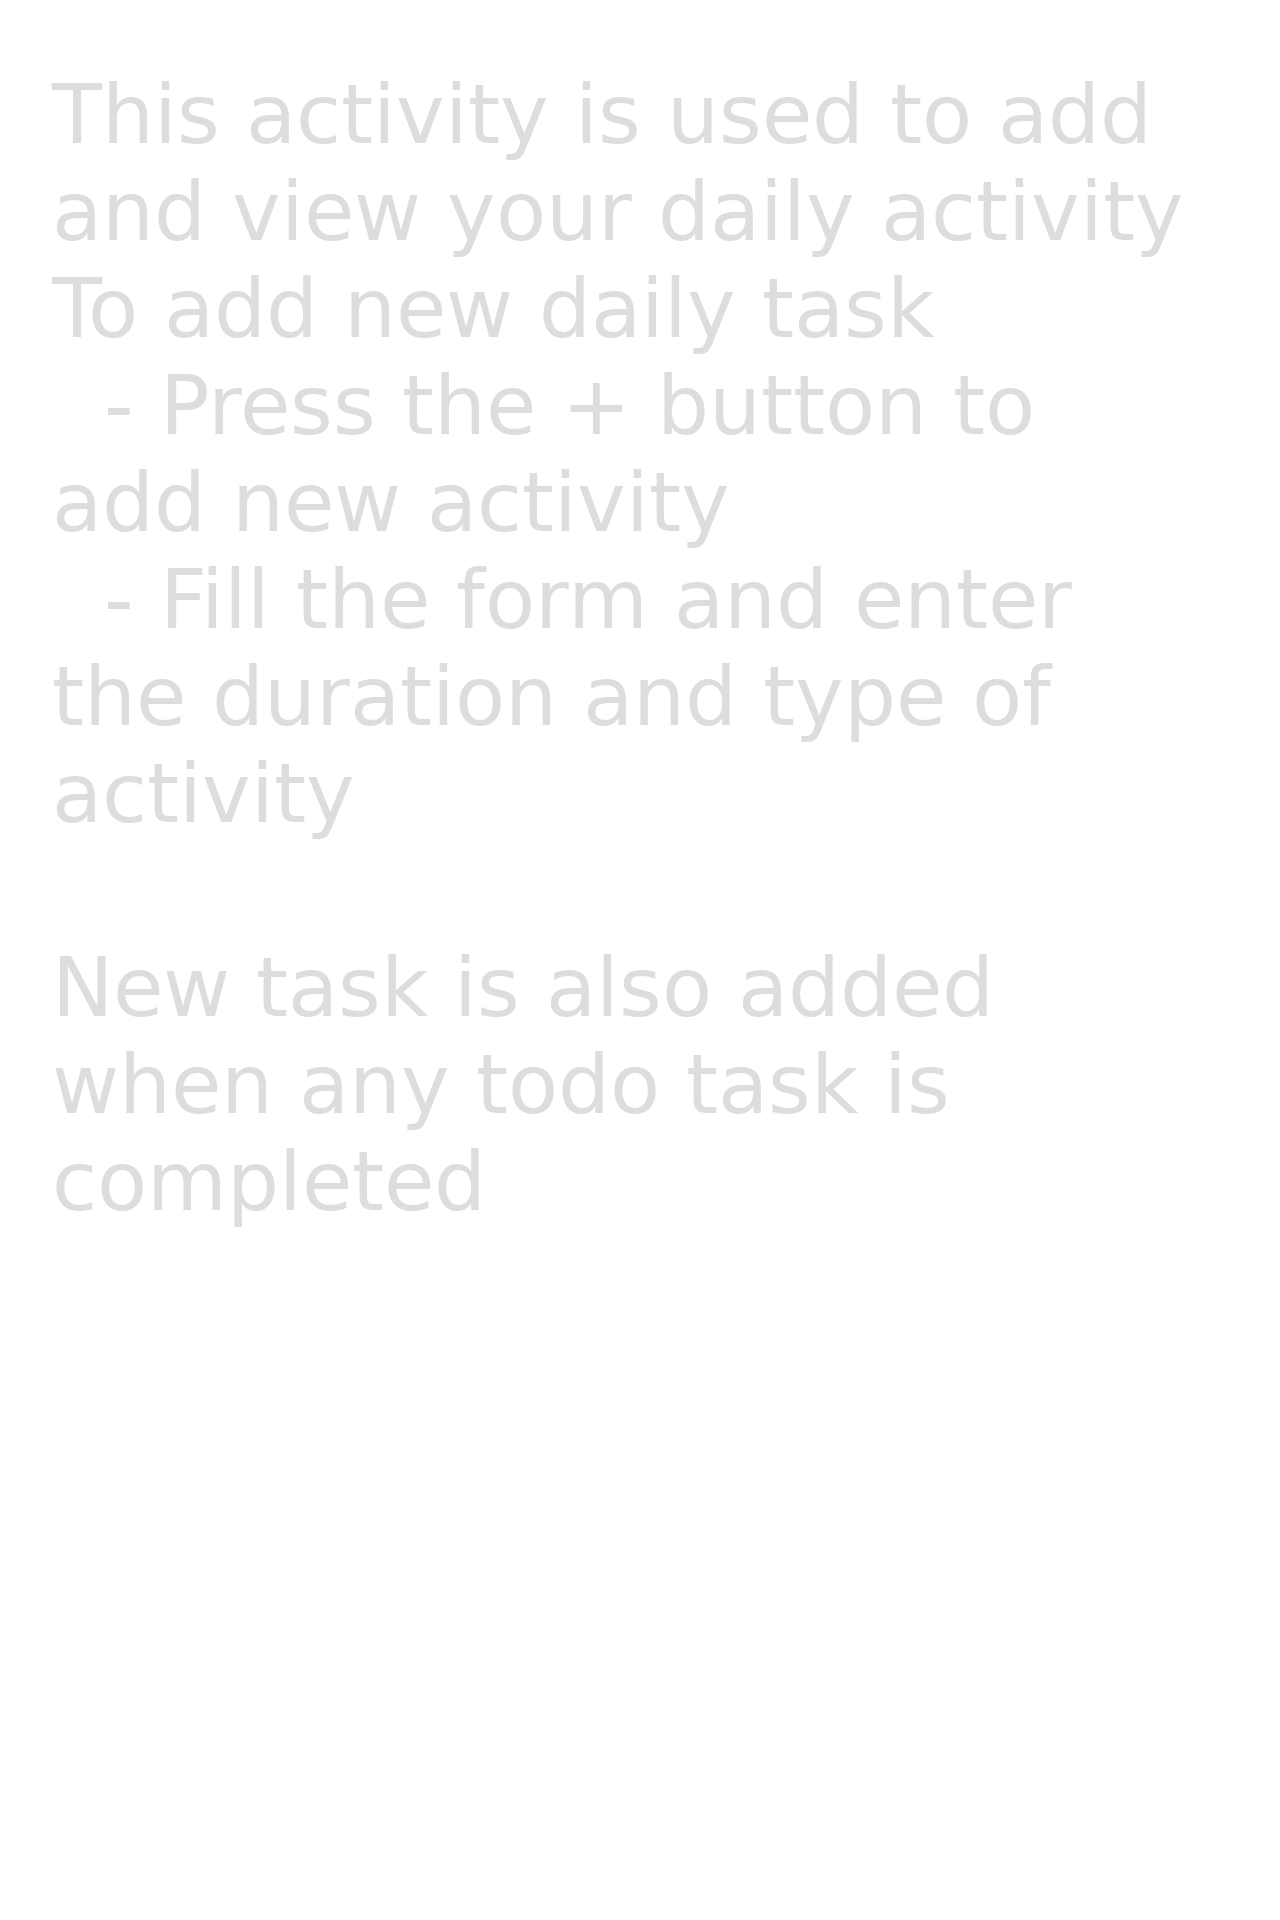 This activity is used to add
and view your daily activity
To add new daily task
- Press the + button to
add new activity
- Fill the form and enter
the duration and type of
activity
New task is also added
when any todo task is
completed